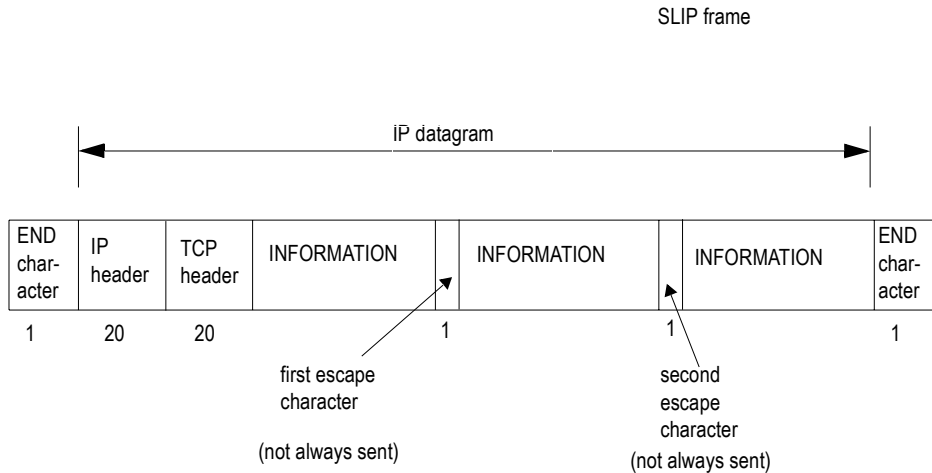 SLIP frame
IP datagram
END
char-
acter
IP
header
TCP
header
INFORMATION
INFORMATION
INFORMATION
END
char-
acter
1
20
20
1
1
1
first escape
character
(not always sent)
second
escape
character
(not always sent)